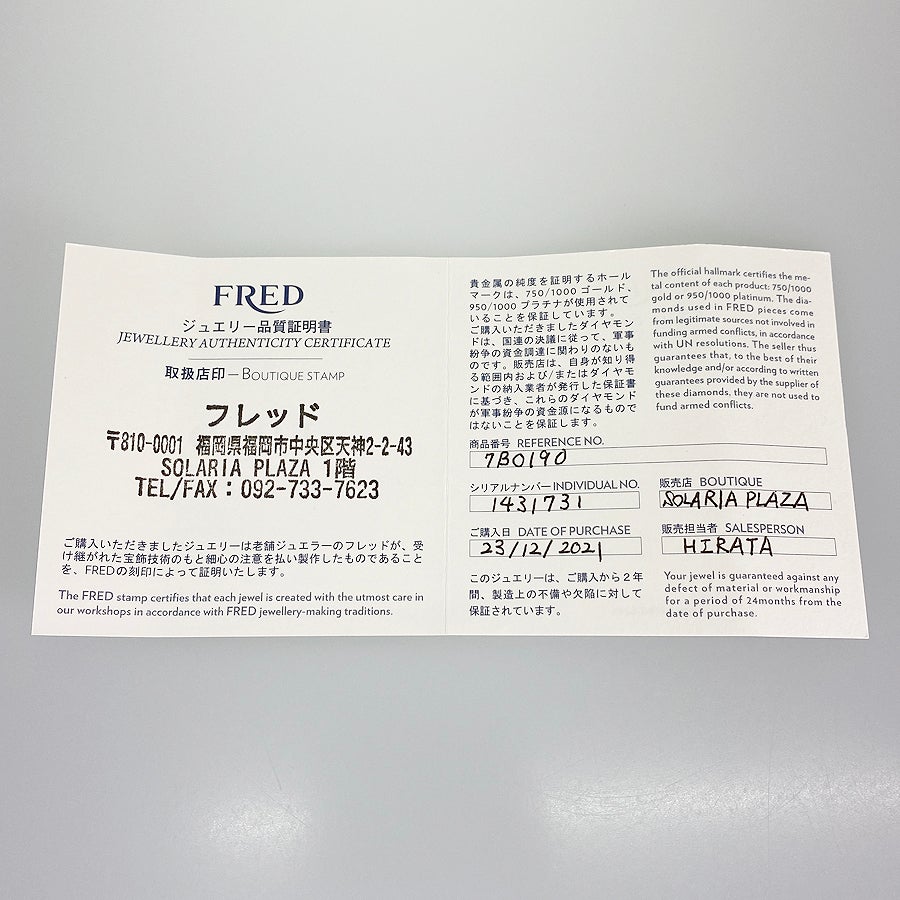 FRED
ジュエリー品質証明書
JEWELLERY AUTHENTICITY CERTIFICATE
取扱店印—BOUTIQUE STAMP
フレッド
〒810-0001 福岡県福岡市中央区天神2-2-43
SOLARIA PLAZA 1階
TEL/FAX：092-733-7623
ご購入いただきましたジュエリーは老舗ジュエラーのフレッドが、受
け継がれた宝飾技術のもと細心の注意を払い製作したものであること
を、FREDの刻印によって証明いたします。
The FRED stamp certifies that each jewel is created with the utmost care in
our workshops in accordance with FRED jewellery-making traditions.
貴金属の純度を証明するホール
マークは、750/1000 ゴールド、
950/1000 プラチナが使用されて
いることを保証しています。
ご購入いただきましたダイヤモン
ドは、国連の決議に従って、軍事
紛争の資金調達に関わりのないも
のです。販売店は、自身が知り得
る範囲内および/またはダイヤモ
ンドの納入業者が発行した保証書
に基づき、これらのダイヤモンド
が軍事紛争の資金源になるもので
はないことを保証します。
The official hallmark certifies the me-
tal content of each product: 750/1000
gold or 950/1000 platinum. The dia-
monds used in FRED pieces come
from legitimate sources not involved in
funding armed conflicts, in accordance
with UN resolutions. The seller thus
guarantees that, to the best of their
knowledge and/or according to written
guarantees provided by the supplier of
these diamonds, they are not used to
fund armed conflicts.
商品番号 REFERENCE NO.
7B0190
シリアルナンバー INDIVIDUAL NO.
1431731
販売店 BOUTIQUE
SOLARIA PLAZA
ご購入日 DATE OF PURCHASE
23/12/2021
販売担当者 SALESPERSON
HIRATA
このジュエリーは、ご購入から2年
間、製造上の不備や欠陥に対して
保証されています。
Your jewel is guaranteed against any
defect of material or workmanship
for a period of 24months from the
date of purchase.